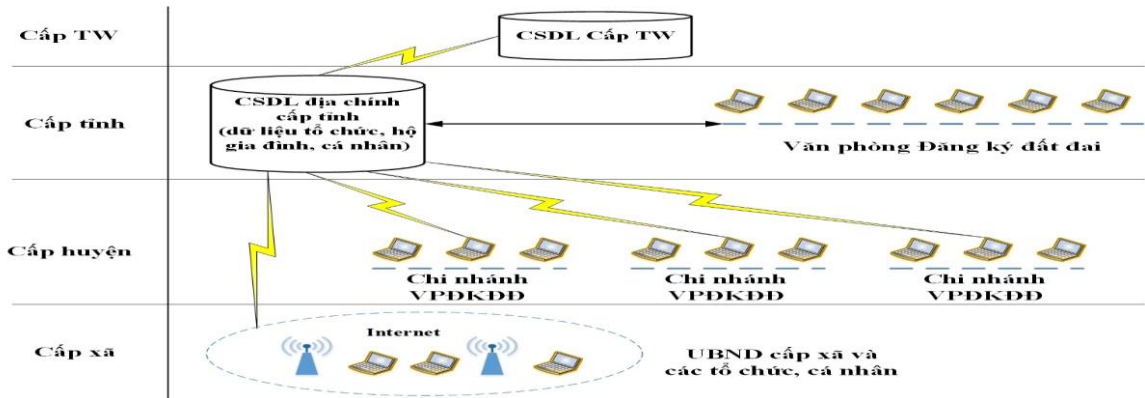 Cấp TW
CSDL Cấp TW
Cấp tỉnh
CSDL địa chính
cấp tỉnh
(dữ liệu tổ chức, hộ
gia đình, cá nhân)
Văn phòng Đăng ký đất đai
Cấp huyện
Chi nhánh
VPĐKĐĐ
Chi nhánh
VPĐKĐĐ
Chi nhánh
VPĐKĐĐ
Cấp xã
Internet
UBND cấp xã và
các tổ chức, cá nhân